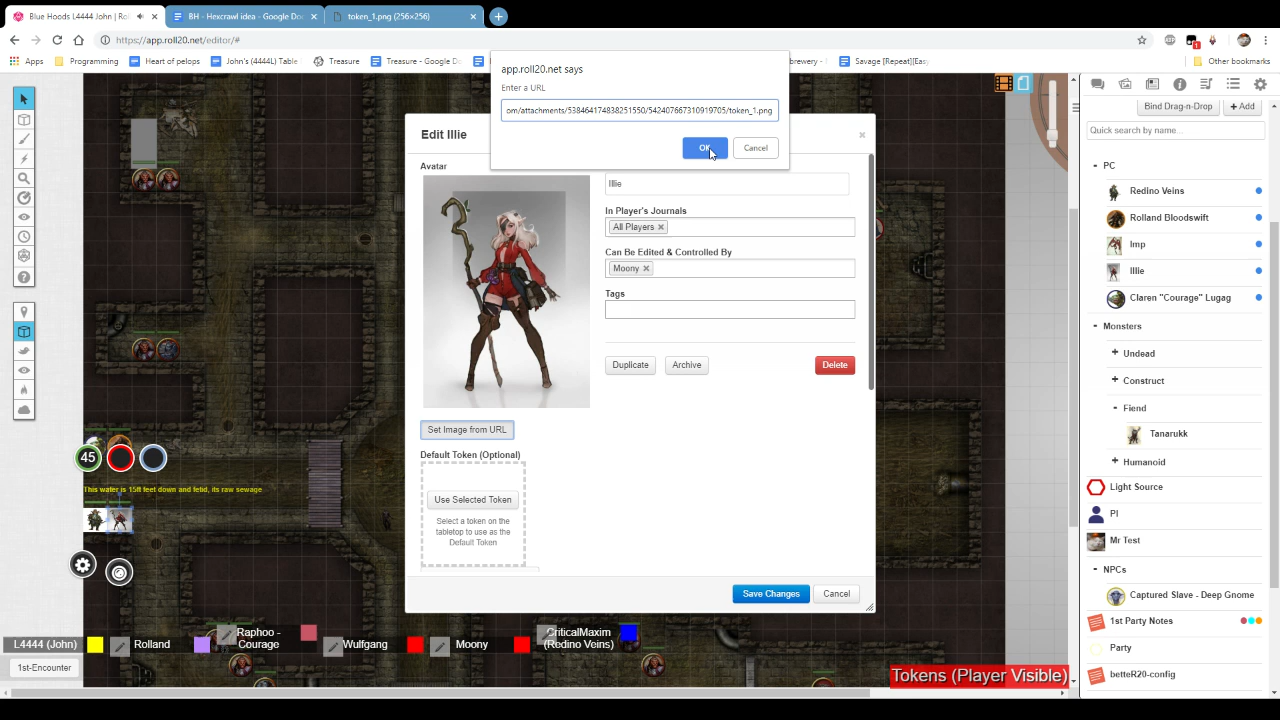 Blue Hoods L4444 John | Rol
BH - Hexcrawl idea - Google Doc
token_1.png (256×256)
https://app.roll20.net/editor/#
Apps
Programming
Heart of pelops
John's (4444L) Table
Treasure
Treasure - Google Do
brewery -
Savage [Repeat][Easy
Other bookmarks
app.roll20.net says
Enter a URL
om/attachments/538464174838251550/542407667310919705/token_1.png
OK
Cancel
Edit Illie
Avatar
Illie
In Player's Journals
All Players
Can Be Edited & Controlled By
Moony
Tags
Duplicate
Archive
Delete
Set Image from URL
Default Token (Optional)
Use Selected Token
Select a token on the
tabletop to use as the
Default Token
Save Changes
Cancel
45
This water is 15ft feet down and fetid, its raw sewage
L4444 (John)
Rolland
Raphoo -
Courage
Wulfgang
Moony
CriticalMaxim
(Redino Veins)
1st-Encounter
Tokens (Player Visible)
Bind Drag-n-Drop
+ Add
Quick search by name...
PC
Redino Veins
Rolland Bloodswift
Imp
Illie
Claren "Courage" Lugag
Monsters
Undead
Construct
Fiend
Tanarukk
Humanoid
Light Source
PI
Mr Test
NPCs
Captured Slave - Deep Gnome
1st Party Notes
Party
betteR20-config